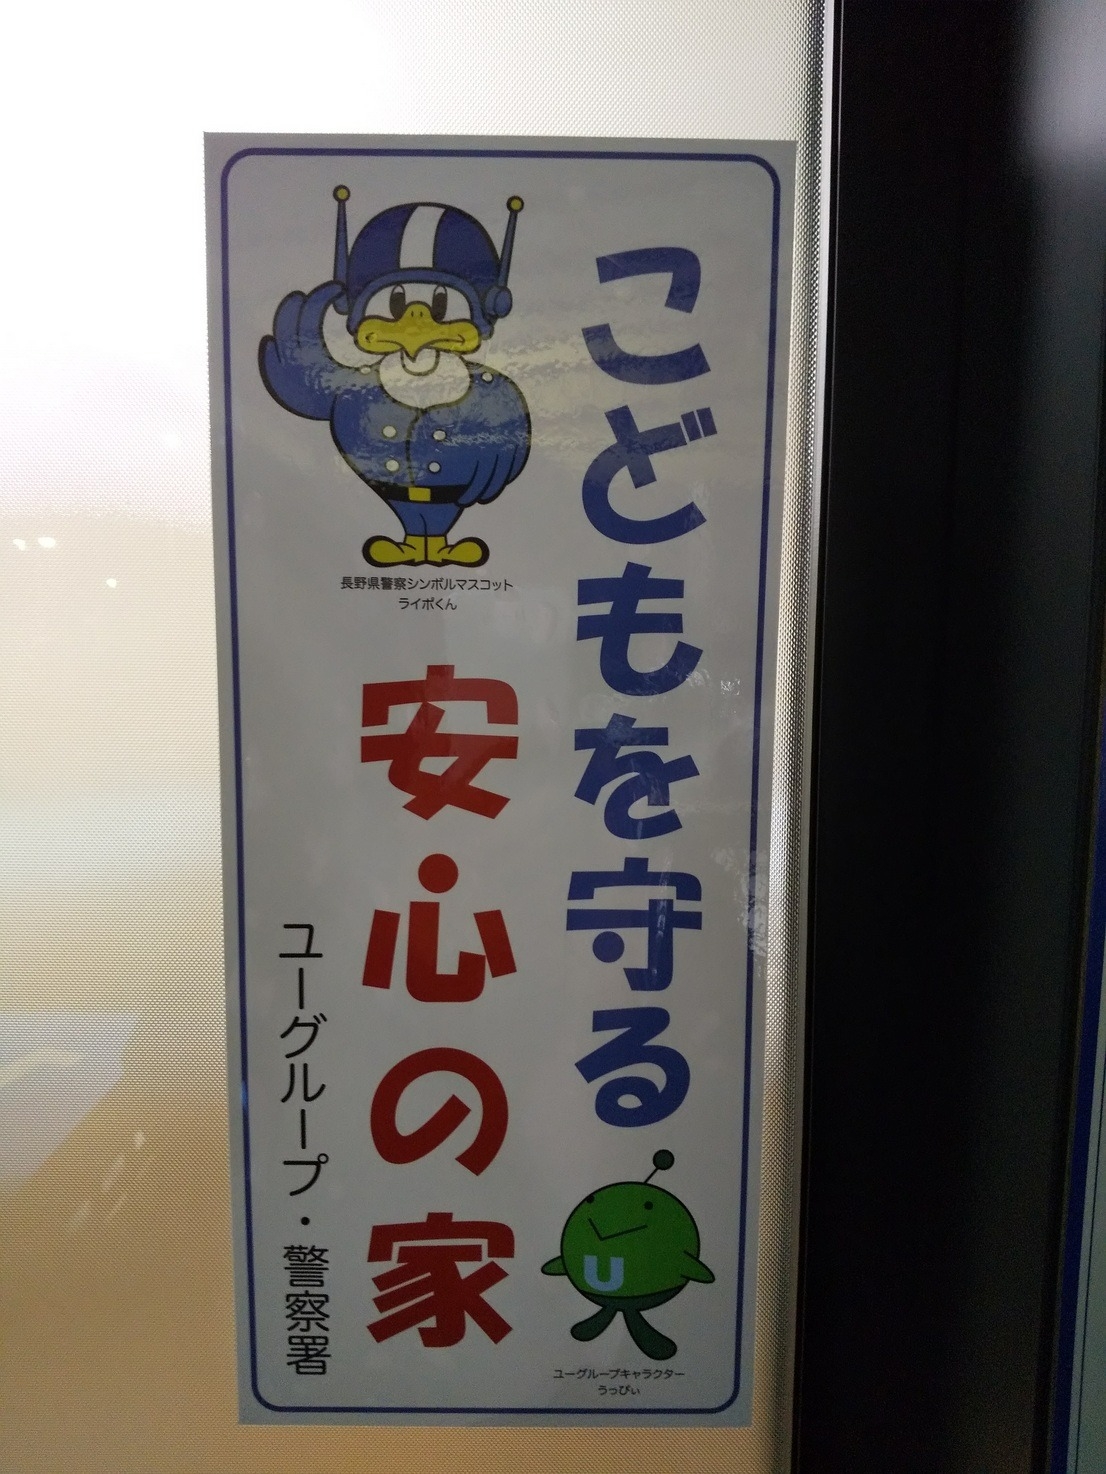 こどもを守る
安心の家
ユーグループ・警察署
長野県警察シンボルマスコット
ライポくん
U
ユーグループキャラクター
うっぴぃ